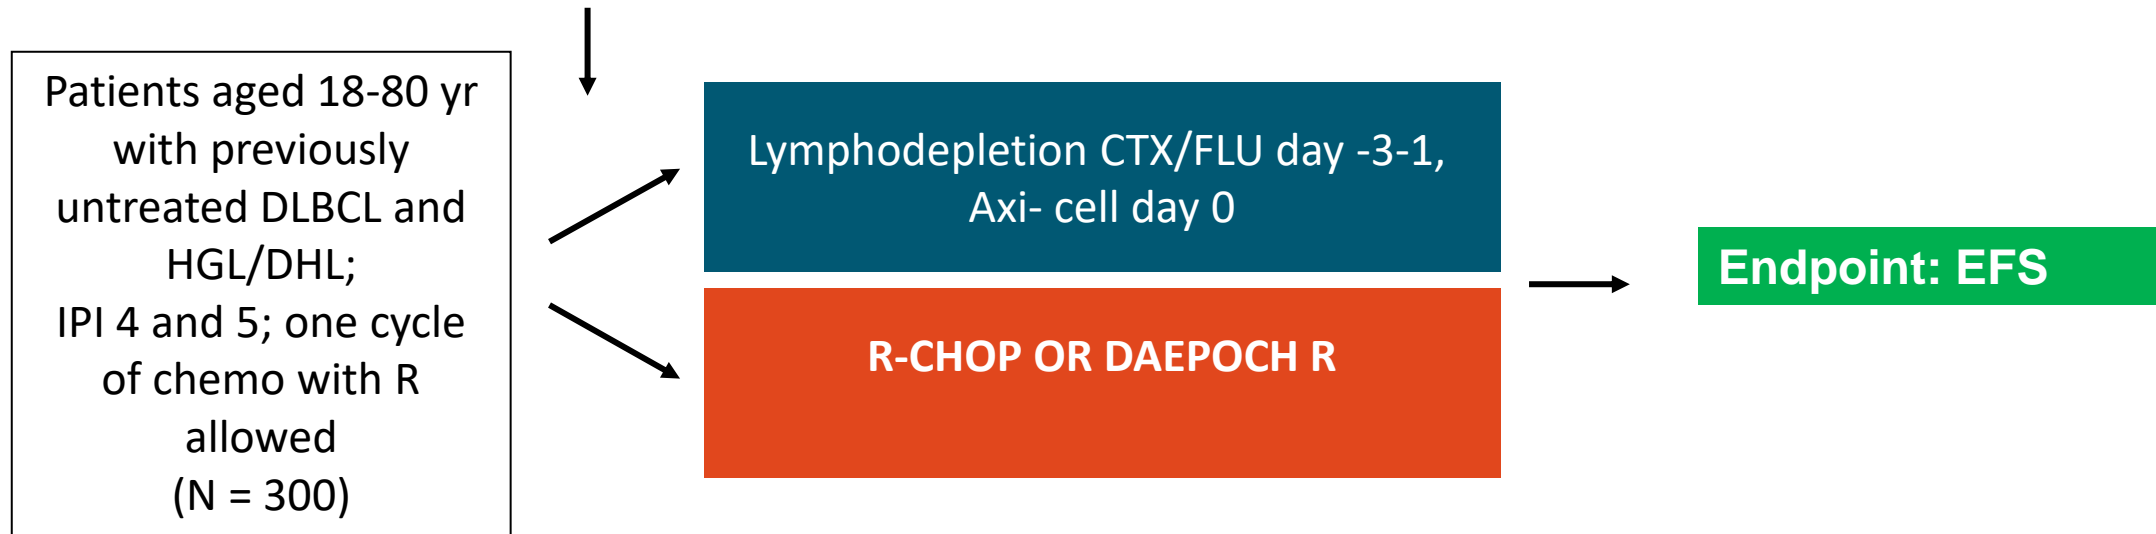 Patients aged 18-80 yr
with previously
untreated DLBCL and
HGL/DHL;
IPI 4 and 5; one cycle
of chemo with R
allowed
(N = 300)
Lymphodepletion CTX/FLU day -3-1,
Axi- cell day 0
R-CHOP OR DAEPOCH R
Endpoint: EFS